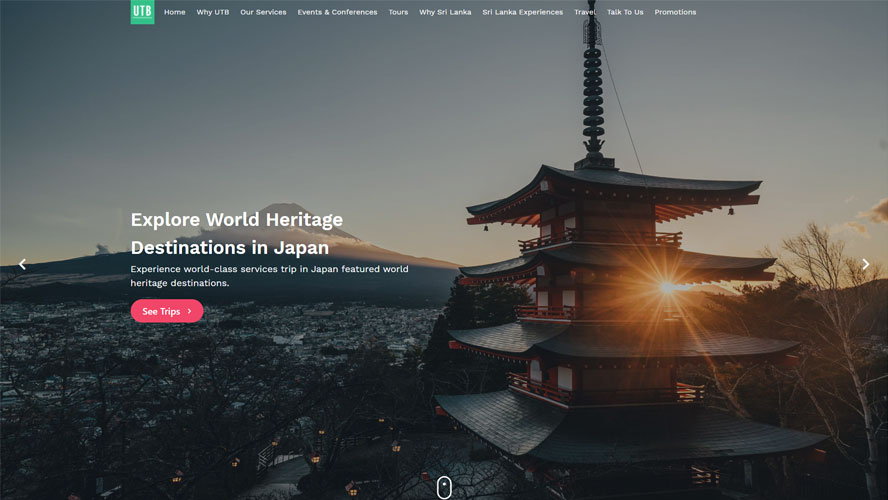 UTB
Home Why UTB Our Services Events & Conferences Tours Why Sri Lanka Sri Lanka Experiences Travel Talk To Us Promotions
Explore World Heritage
Destinations in Japan
Experience world-class services trip in Japan featured world
heritage destinations.
See Trips